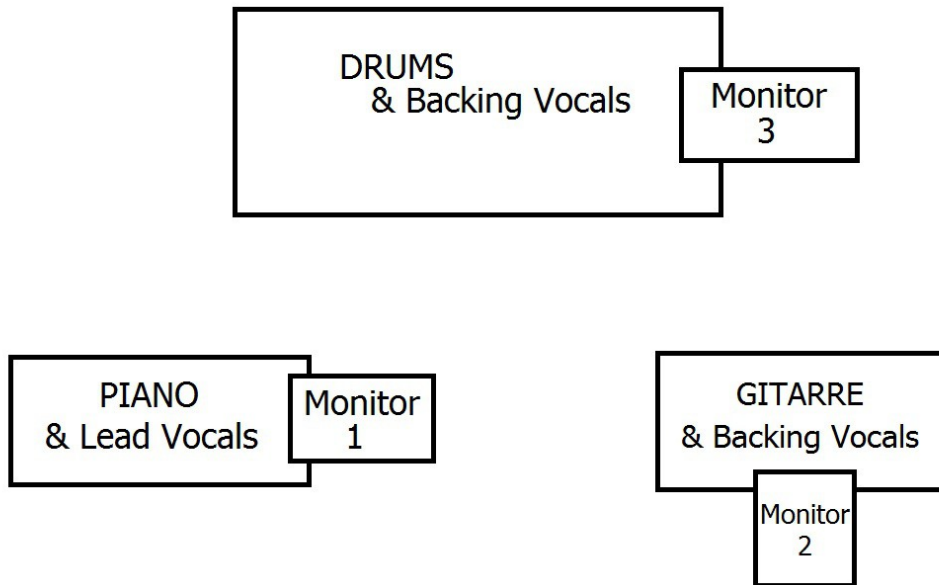 DRUMS
& Backing Vocals
Monitor
3
PIANO
& Lead Vocals
Monitor
1
GITARRE
& Backing Vocals
Monitor
2